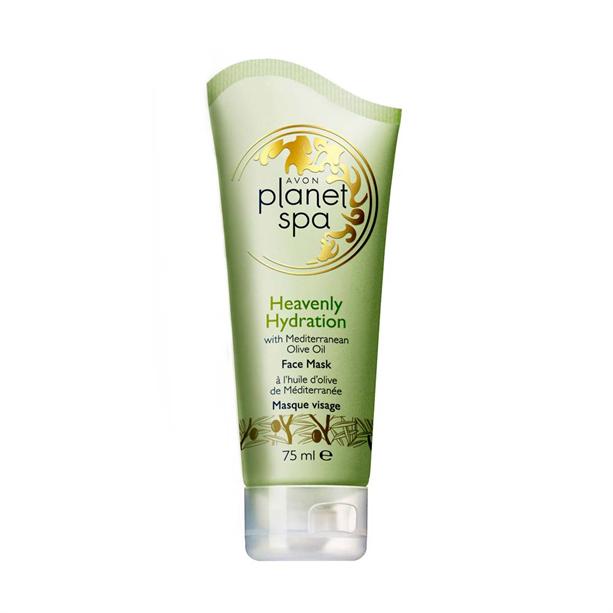 AVON
planet
spa
Heavenly
Hydration
with Mediterranean
Olive Oil
Face Mask
à l'huile d'olive
de Méditerranée
Masque visage
75 ml ℮